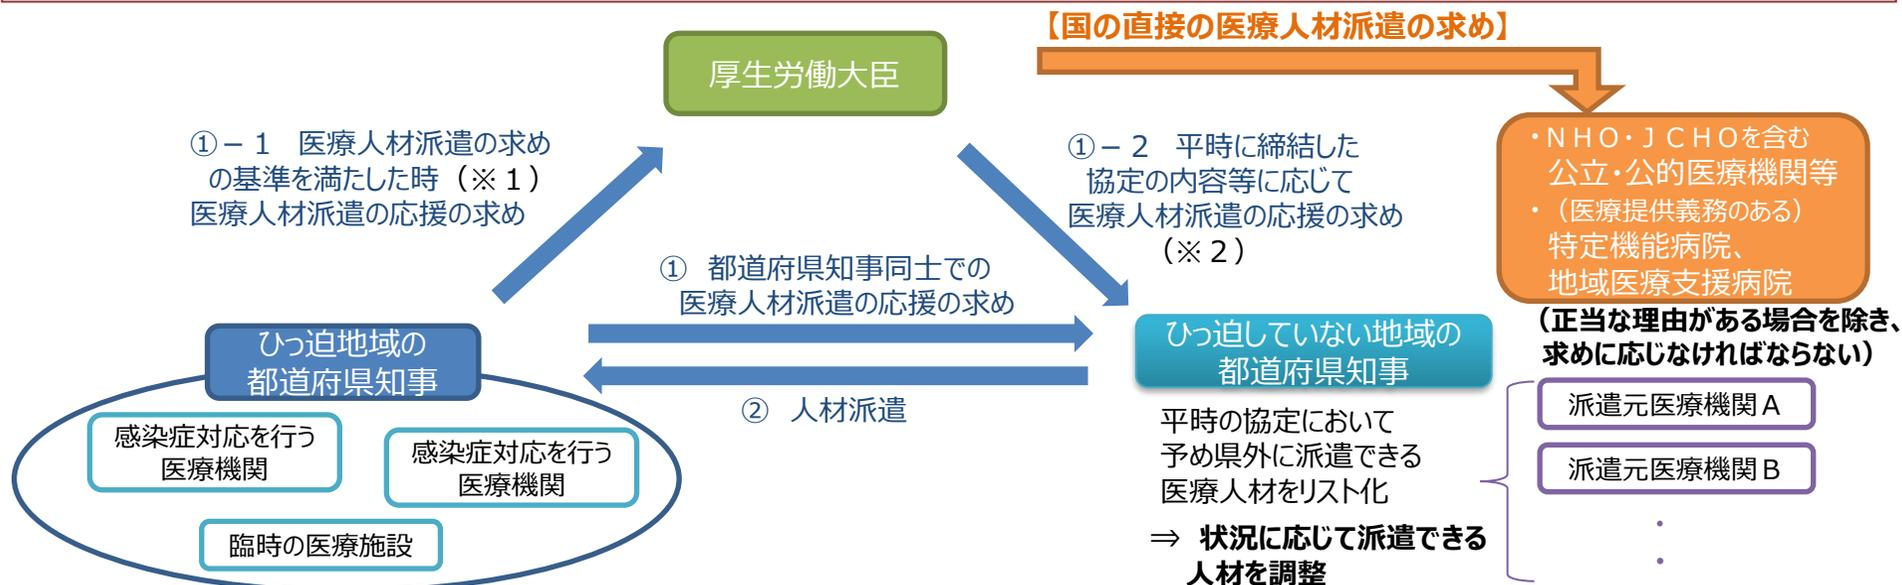 【国の直接の医療人材派遣の求め】
厚生労働大臣
①－１　医療人材派遣の求め
の基準を満たした時（※１）
医療人材派遣の応援の求め
①－２　平時に締結した
協定の内容等に応じて
医療人材派遣の応援の求め
（※２）
・ＮＨＯ・ＪＣＨＯを含む
公立・公的医療機関等
・（医療提供義務のある）
特定機能病院、
地域医療支援病院
（正当な理由がある場合を除き、
求めに応じなければならない）
①　都道府県知事同士での
医療人材派遣の応援の求め
ひっ迫地域の
都道府県知事
ひっ迫していない地域の
都道府県知事
②　人材派遣
感染症対応を行う
医療機関
感染症対応を行う
医療機関
臨時の医療施設
平時の協定において
予め県外に派遣できる
医療人材をリスト化
⇒　状況に応じて派遣できる
人材を調整
派遣元医療機関Ａ
派遣元医療機関Ｂ
・
・